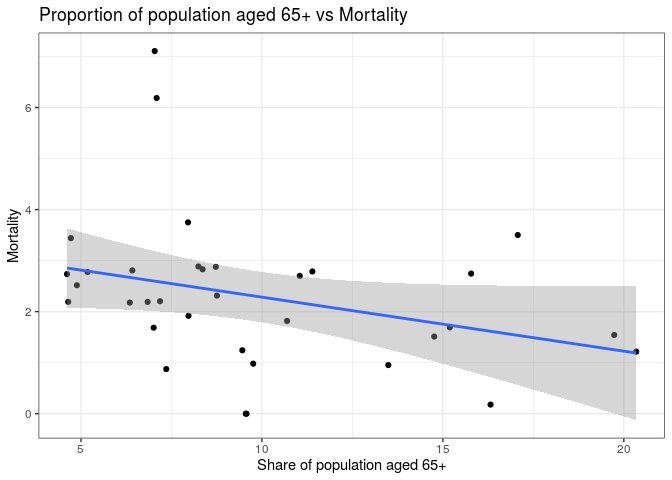 Proportion of population aged 65+ vs Mortality
Mortality
6
4
2
0
5 10 15 20
Share of population aged 65+